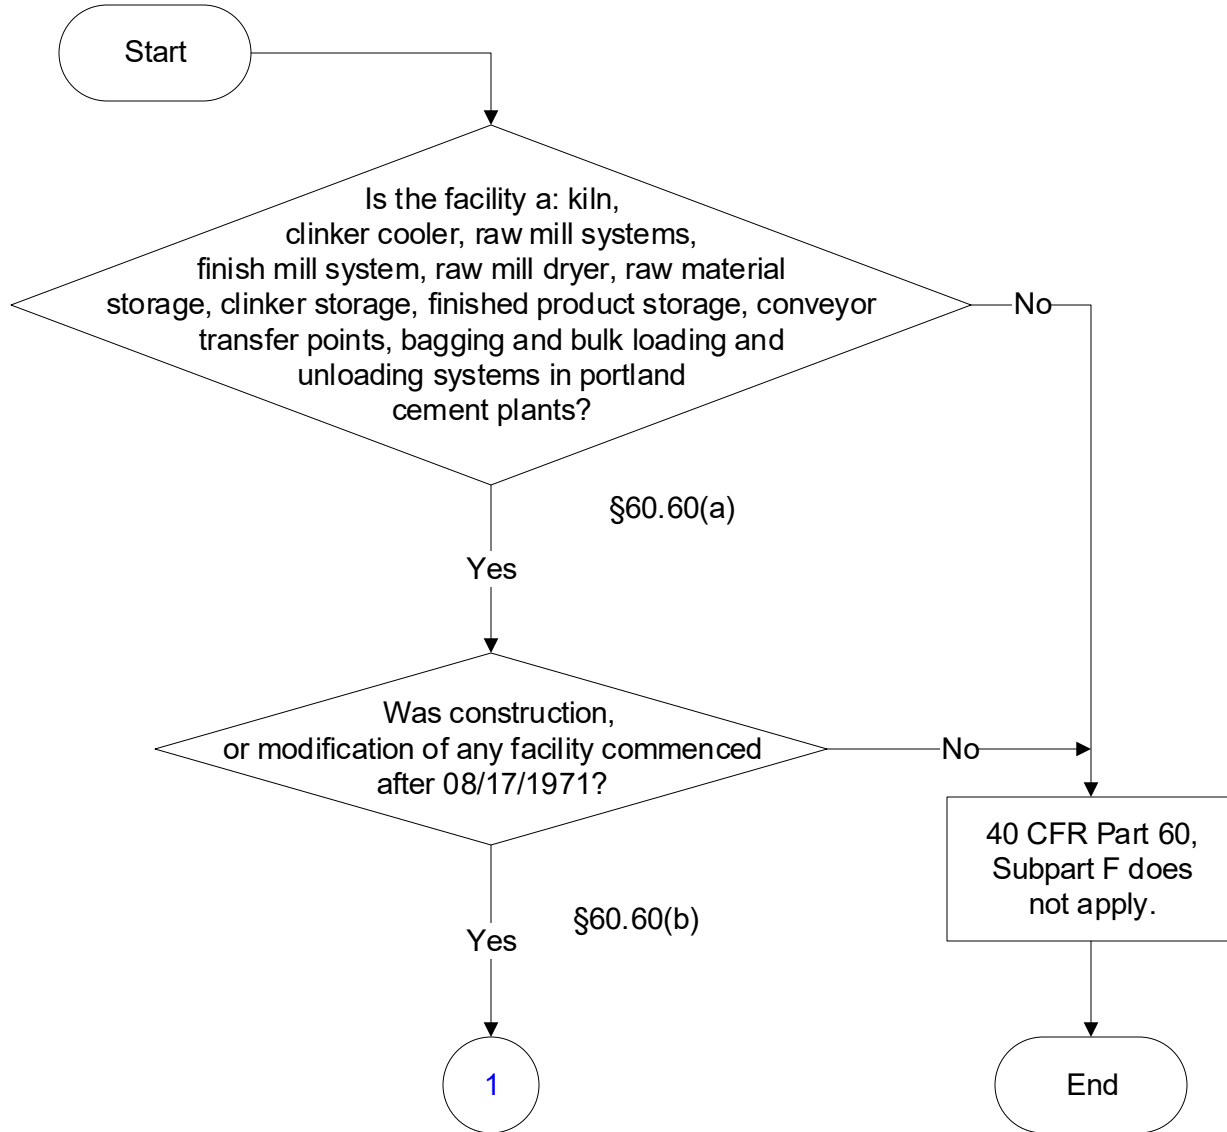 Start
Is the facility a: kiln,
clinker cooler, raw mill systems,
finish mill system, raw mill dryer, raw material
storage, clinker storage, finished product storage, conveyor
transfer points, bagging and bulk loading and
unloading systems in portland
cement plants?
No
§60.60(a)
Yes
Was construction,
or modification of any facility commenced
after 08/17/1971?
No
40 CFR Part 60,
Subpart F does
not apply.
§60.60(b)
Yes
1
End